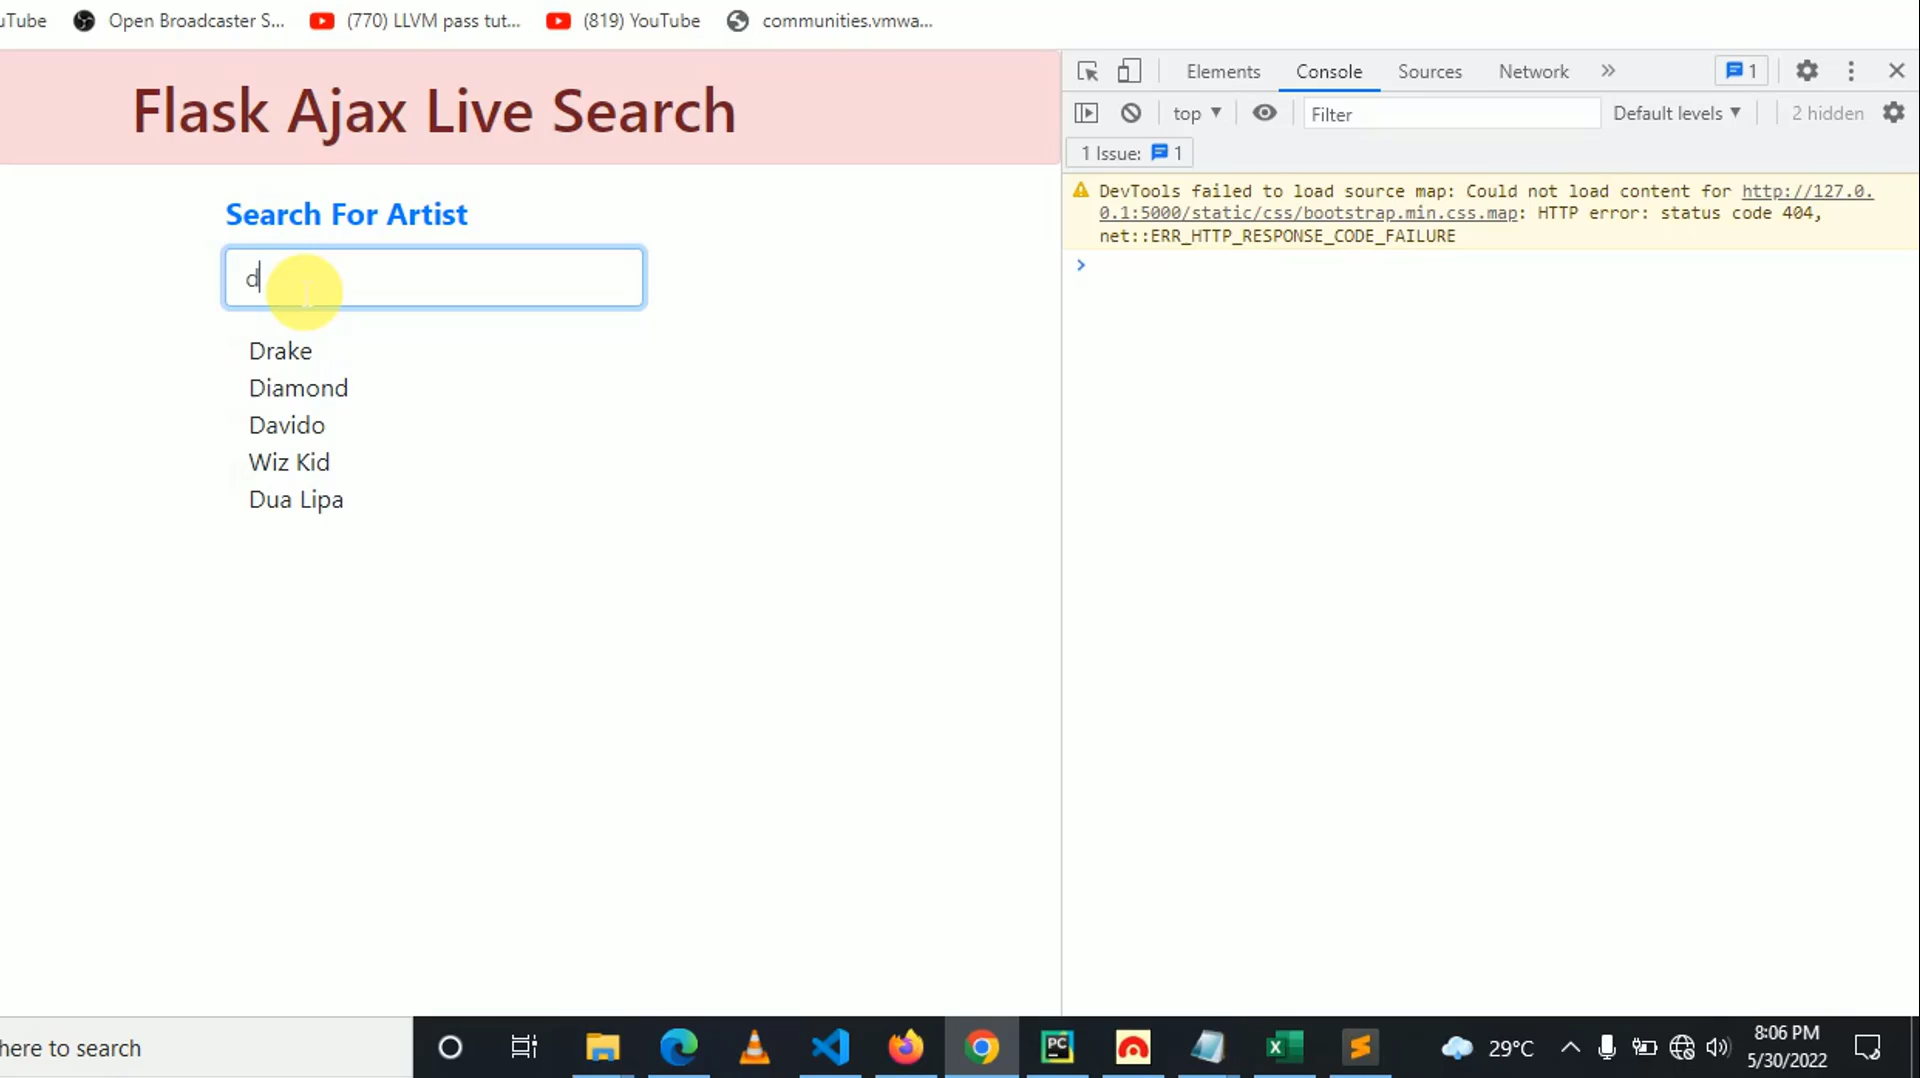 uTube Open Broadcaster S... (770) LLVM pass tut... (819) YouTube communities.vmwa...
Flask Ajax Live Search
Search For Artist
d
Drake
Diamond
Davido
Wiz Kid
Dua Lipa
Elements Console Sources Network » 1
top ▼ Filter Default levels ▼ 2 hidden
1 Issue: 1
DevTools failed to load source map: Could not load content for http://127.0.
0.1:5000/static/css/bootstrap.min.css.map: HTTP error: status code 404,
net::ERR_HTTP_RESPONSE_CODE_FAILURE
>
here to search
PC
X
29°C
8:06 PM
5/30/2022